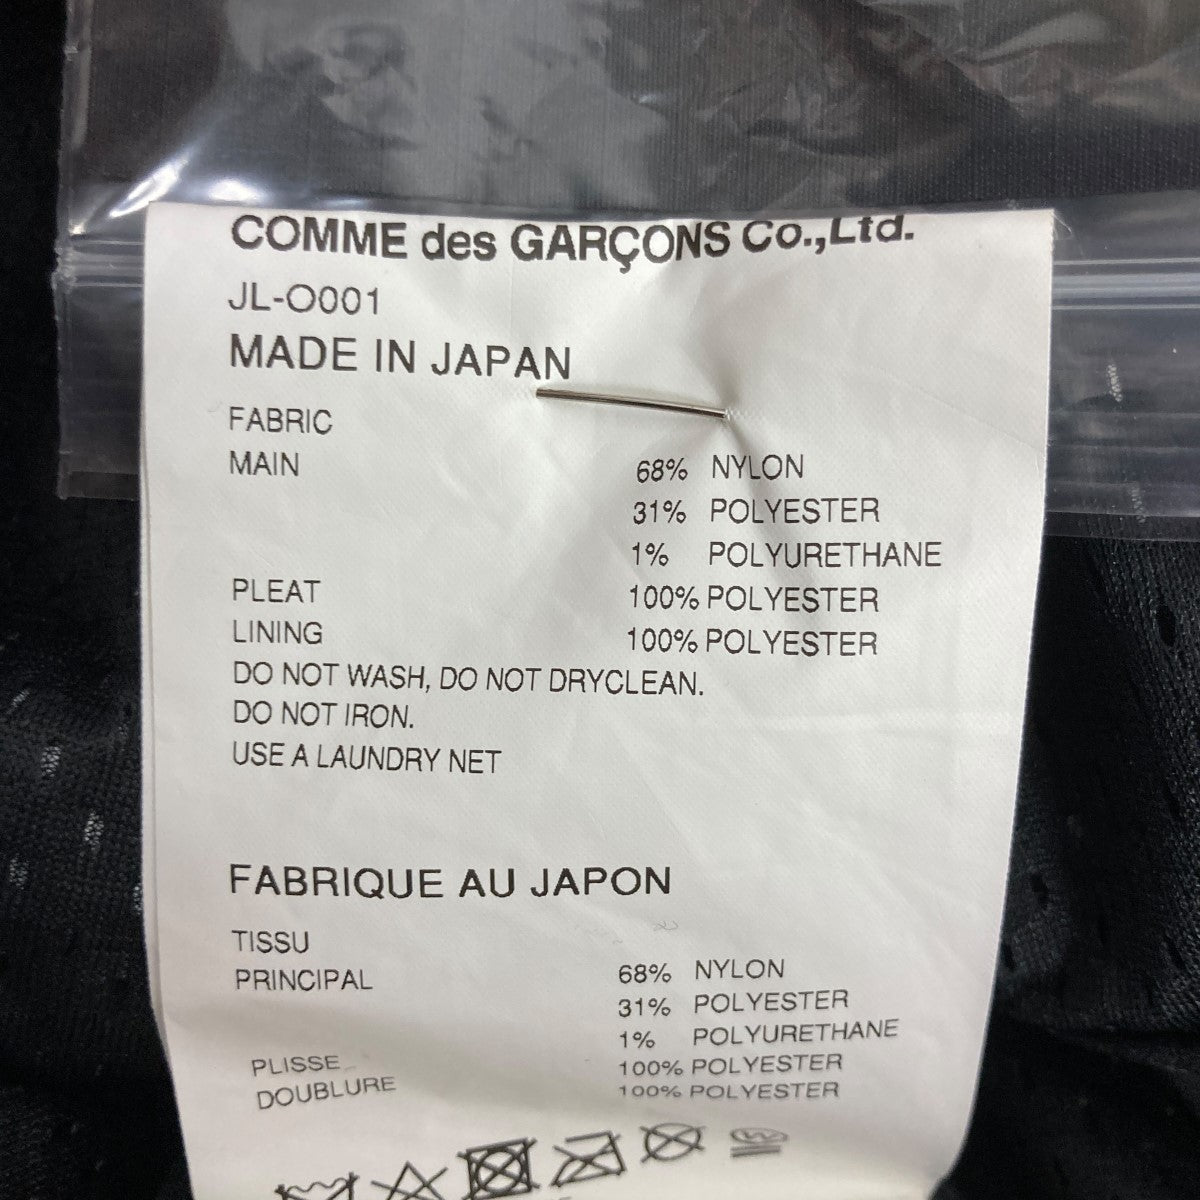 COMME des GARÇONS Co.,Ltd.
JL-O001
MADE IN JAPAN
FABRIC
MAIN 68% NYLON
31% POLYESTER
1% POLYURETHANE
PLEAT 100% POLYESTER
LINING 100% POLYESTER
DO NOT WASH, DO NOT DRYCLEAN.
DO NOT IRON.
USE A LAUNDRY NET
FABRIQUE AU JAPON
TISSU
PRINCIPAL 68% NYLON
31% POLYESTER
1% POLYURETHANE
PLISSE 100% POLYESTER
DOUBLURE 100% POLYESTER
W